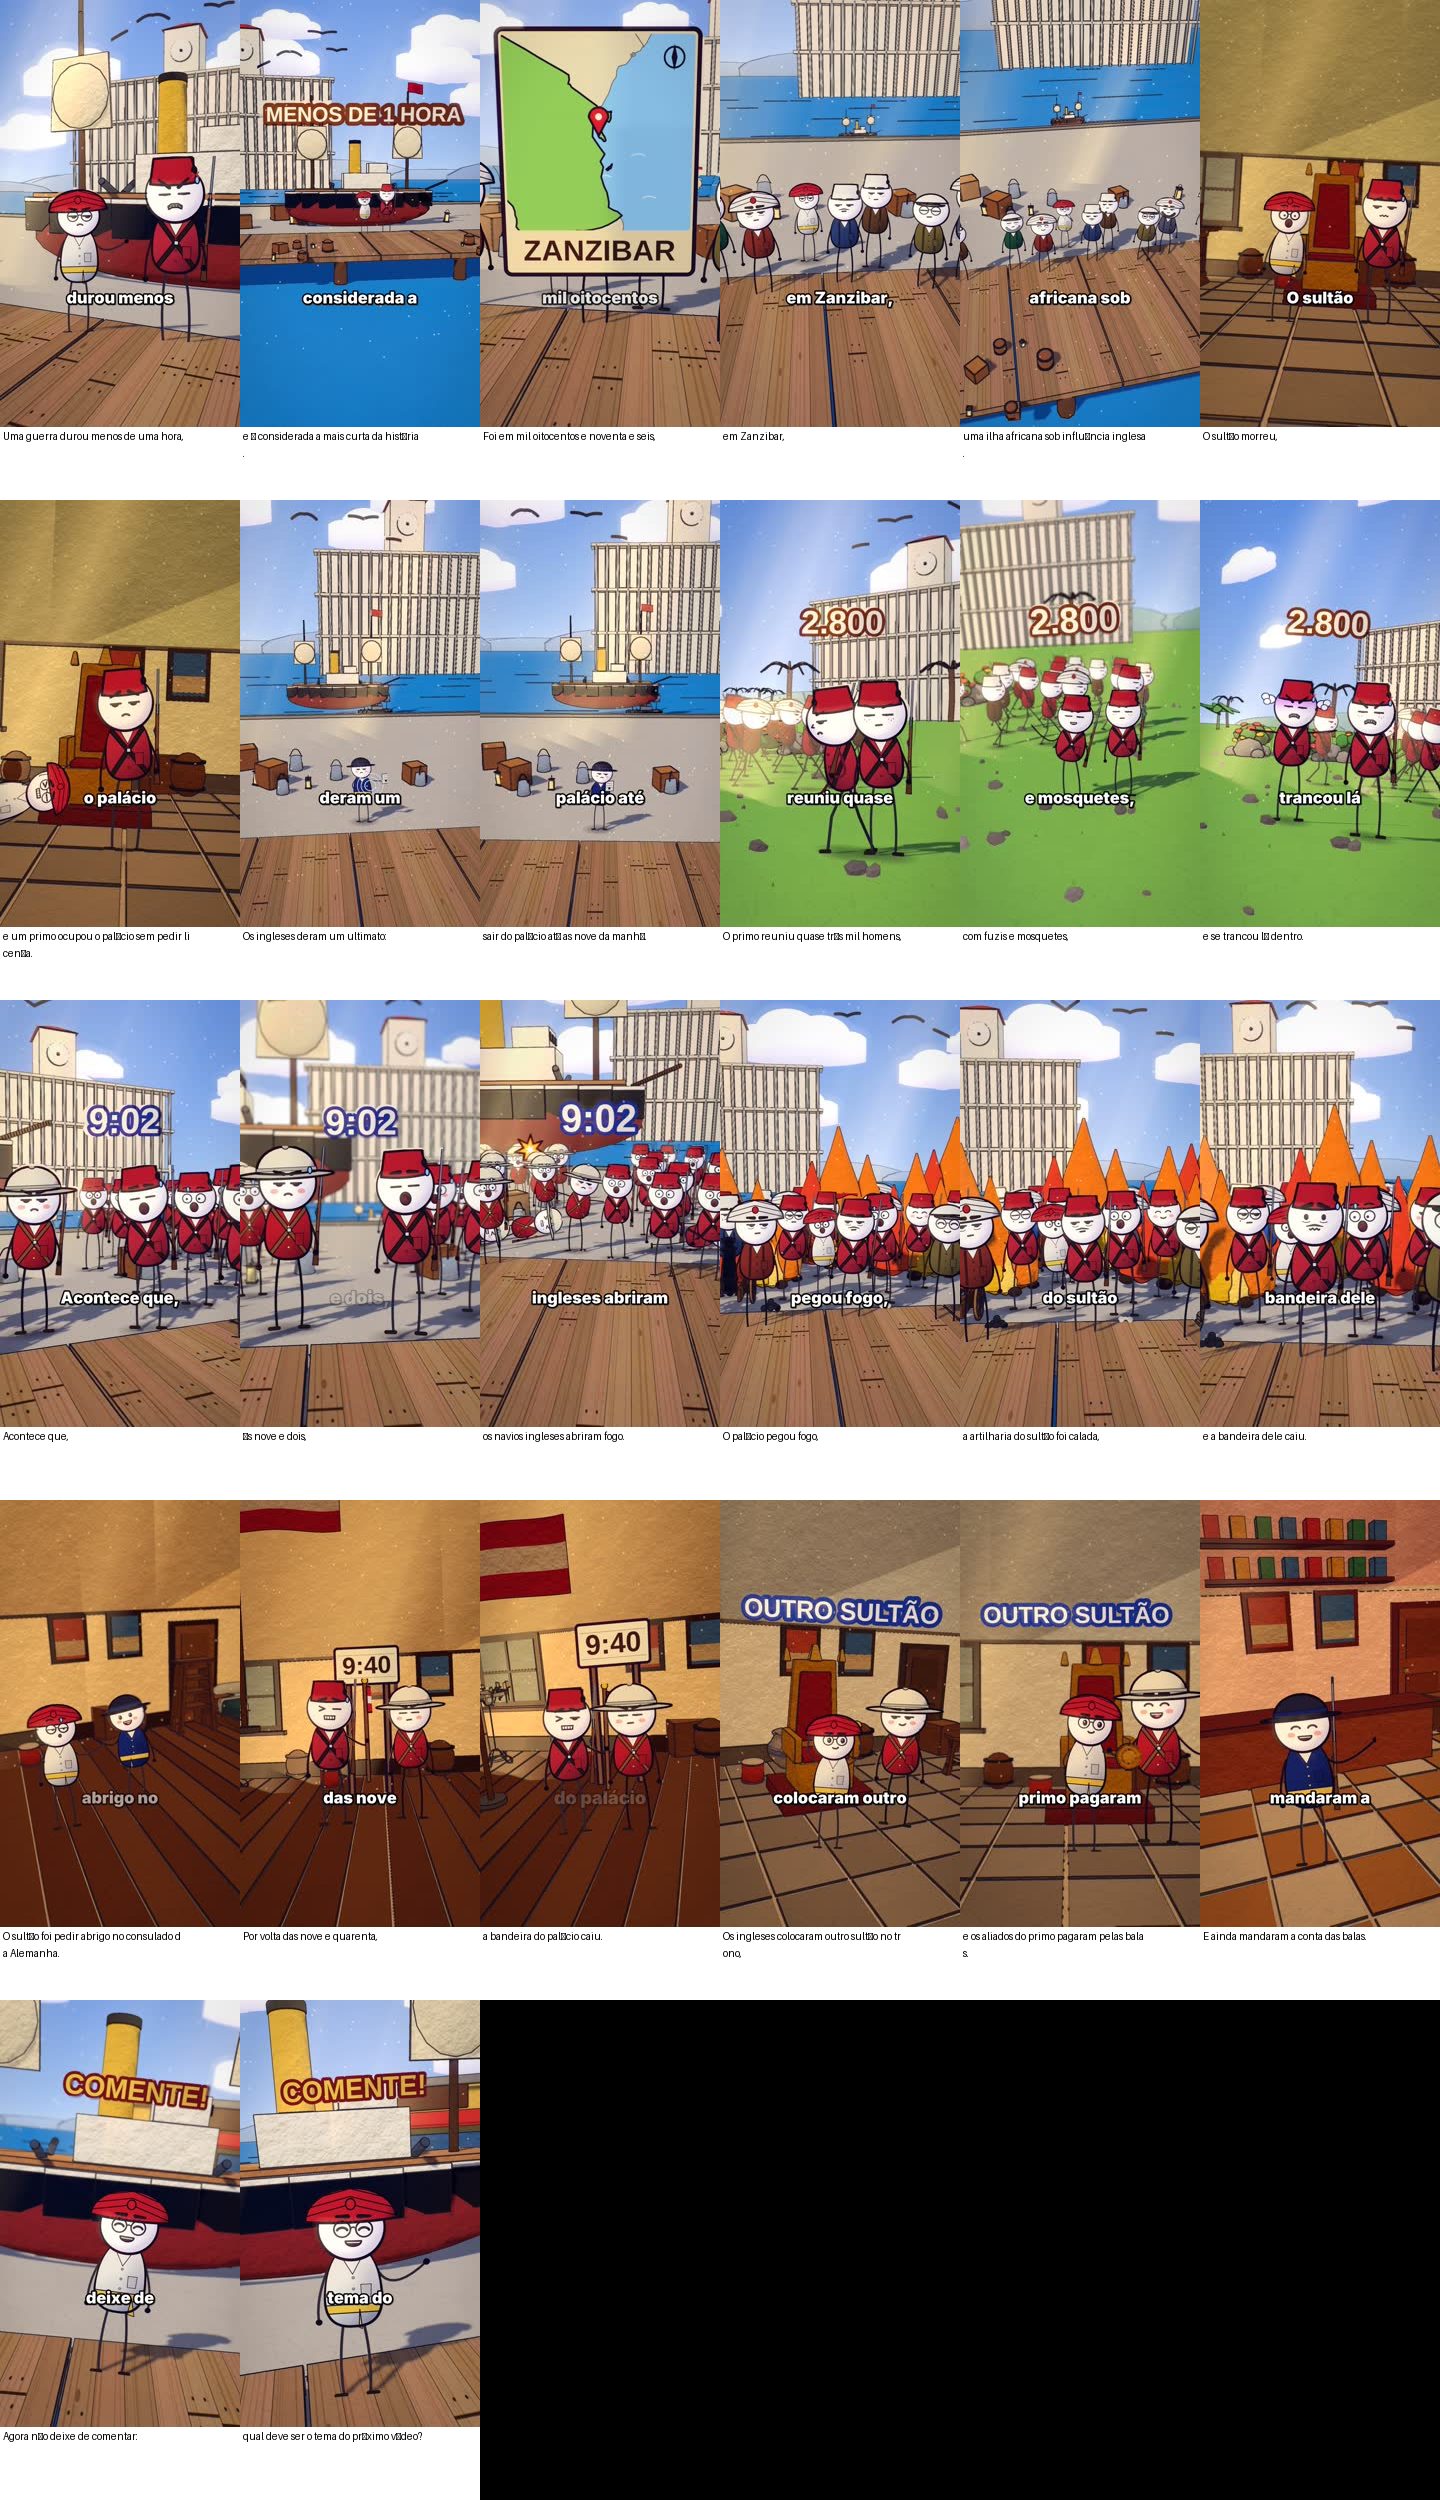 durou menos
MENOS DE 1 HORA
considerada a
ZANZIBAR
mil oitocentos
em Zanzibar,
africana sob
O sultão
Uma guerra durou menos de uma hora,
e considerada a mais curta da hist ria
.
Foi em mil oitocentos e noventa e seis,
em Zanzibar,
uma ilha africana sob influ ncia inglesa
.
O sult o morreu,
o palácio
deram um
palácio até
2.800
reuniu quase
2.800
e mosquetes,
2.800
trancou lá
e um primo ocupou o pal cio sem pedir li
cen a.
Os ingleses deram um ultimato:
sair do pal cio at as nove da manh .
O primo reuniu quase tr s mil homens,
com fuzis e mosquetes,
e se trancou l dentro.
9:02
Acontece que,
9:02
e dois,
9:02
ingleses abriram
pegou fogo,
do sultão
bandeira dele
Acontece que,
s nove e dois,
os navios ingleses abriram fogo.
O pal cio pegou fogo,
a artilharia do sult o foi calada,
e a bandeira dele caiu.
abrigo no
9:40
das nove
9:40
do palácio
OUTRO SULTÃO
colocaram outro
OUTRO SULTÃO
primo pagaram
mandaram a
O sult o foi pedir abrigo no consulado d
a Alemanha.
Por volta das nove e quarenta,
a bandeira do pal cio caiu.
Os ingleses colocaram outro sult o no tr
ono,
e os aliados do primo pagaram pelas bala
s.
E ainda mandaram a conta das balas.
COMENTE!
deixe de
COMENTE!
tema do
Agora n o deixe de comentar:
qual deve ser o tema do pr ximo v deo?